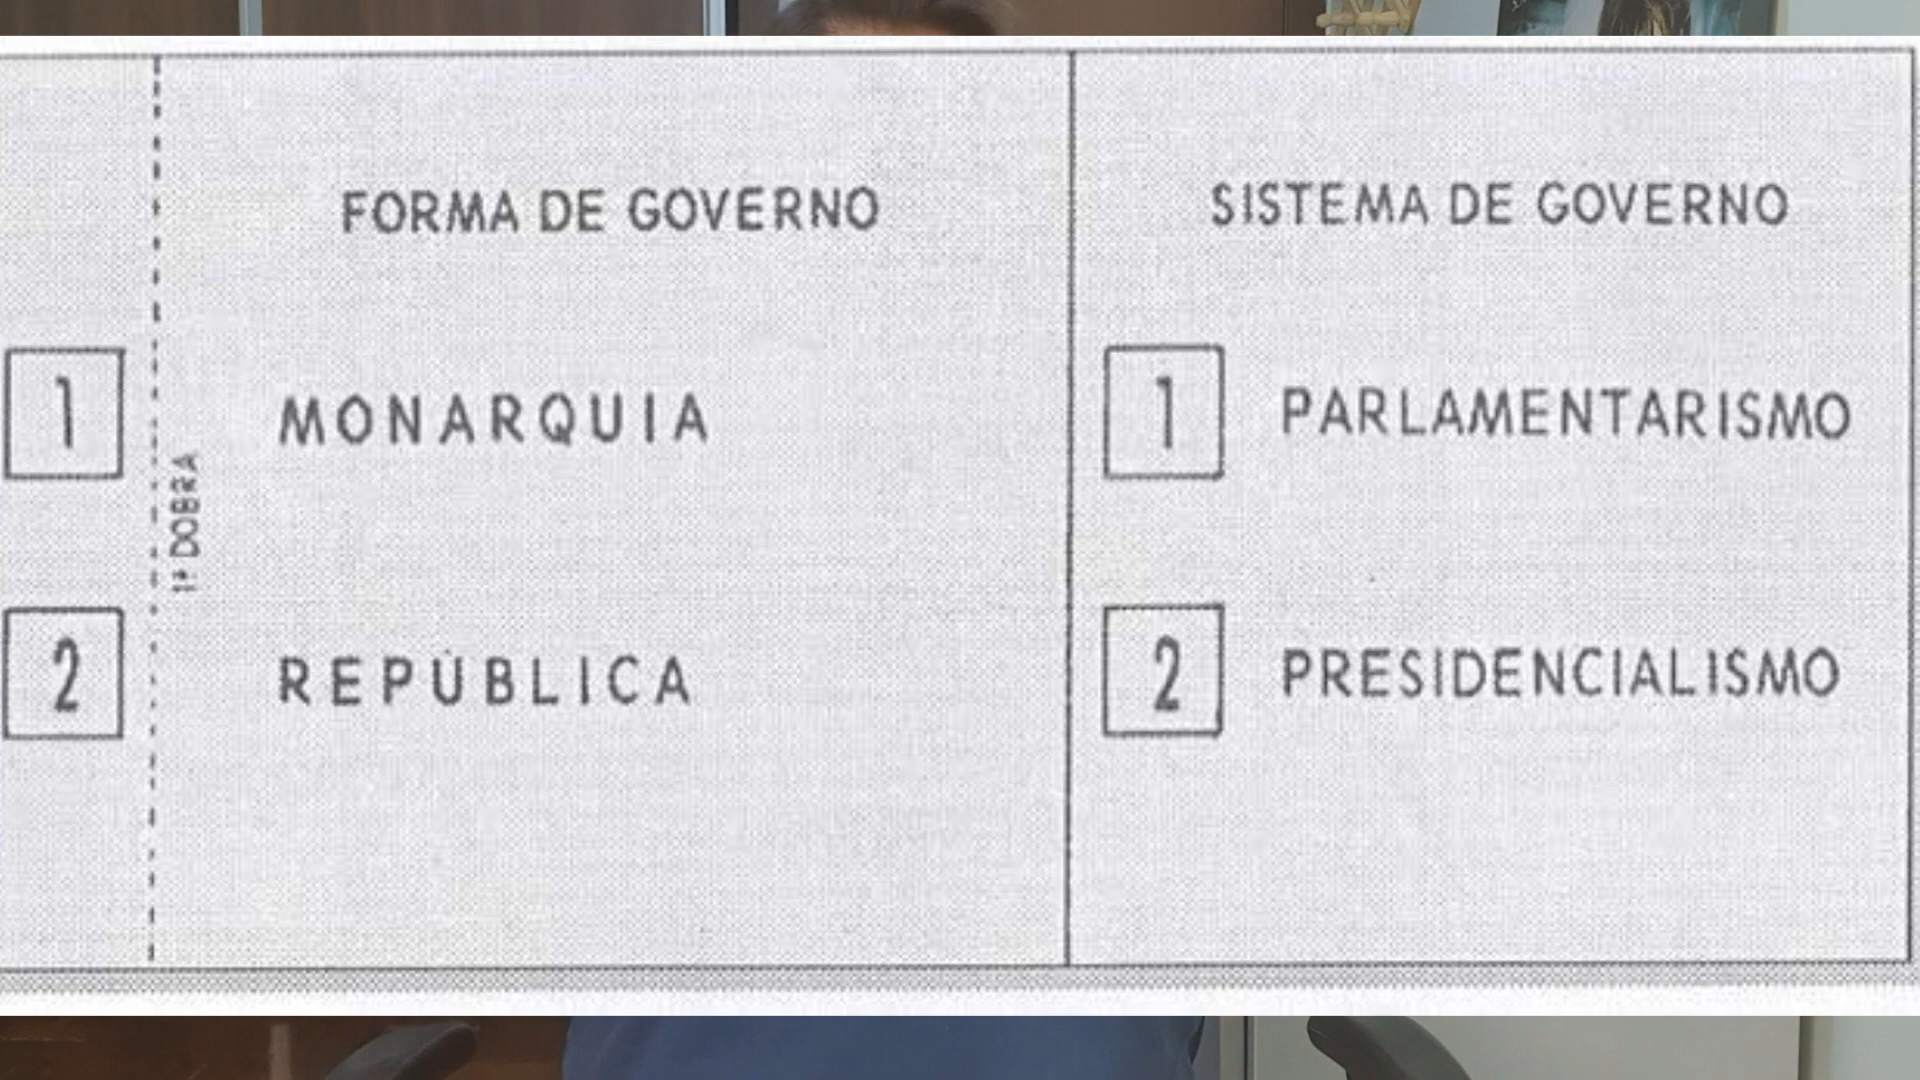 FORMA DE GOVERNO
1 MONARQUIA
1ª DOBRA
2 REPÚBLICA
SISTEMA DE GOVERNO
1 PARLAMENTARISMO
2 PRESIDENCIALISMO